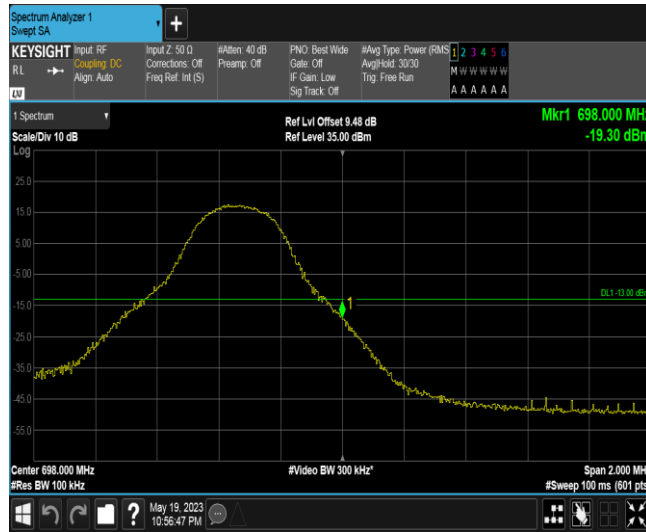 Spectrum Analyzer 1
Swept SA
+
KEYSIGHT Input: RF
RL
Coupling: DC
Align: Auto
LXI
Input Z: 50 Ω
Corrections: Off
Freq Ref: Int (S)
#Atten: 40 dB
Preamp: Off
PNO: Best Wide
Gate: Off
IF Gain: Low
Sig Track: Off
#Avg Type: Power (RMS
Avg|Hold: 30/30
Trig: Free Run
1 2 3 4 5 6
M W W W W W
A A A A A A
1 Spectrum
Scale/Div 10 dB
Log
Ref Lvl Offset 9.48 dB
Ref Level 35.00 dBm
Mkr1 698.000 MHz
-19.30 dBm
25.0
15.0
5.00
-5.00
-15.0
-25.0
-35.0
-45.0
-55.0
DL1 -13.00 dBm
1
Center 698.000 MHz
#Res BW 100 kHz
#Video BW 300 kHz*
Span 2.000 MHz
#Sweep 100 ms (601 pts)
?
May 19, 2023
10:56:47 PM